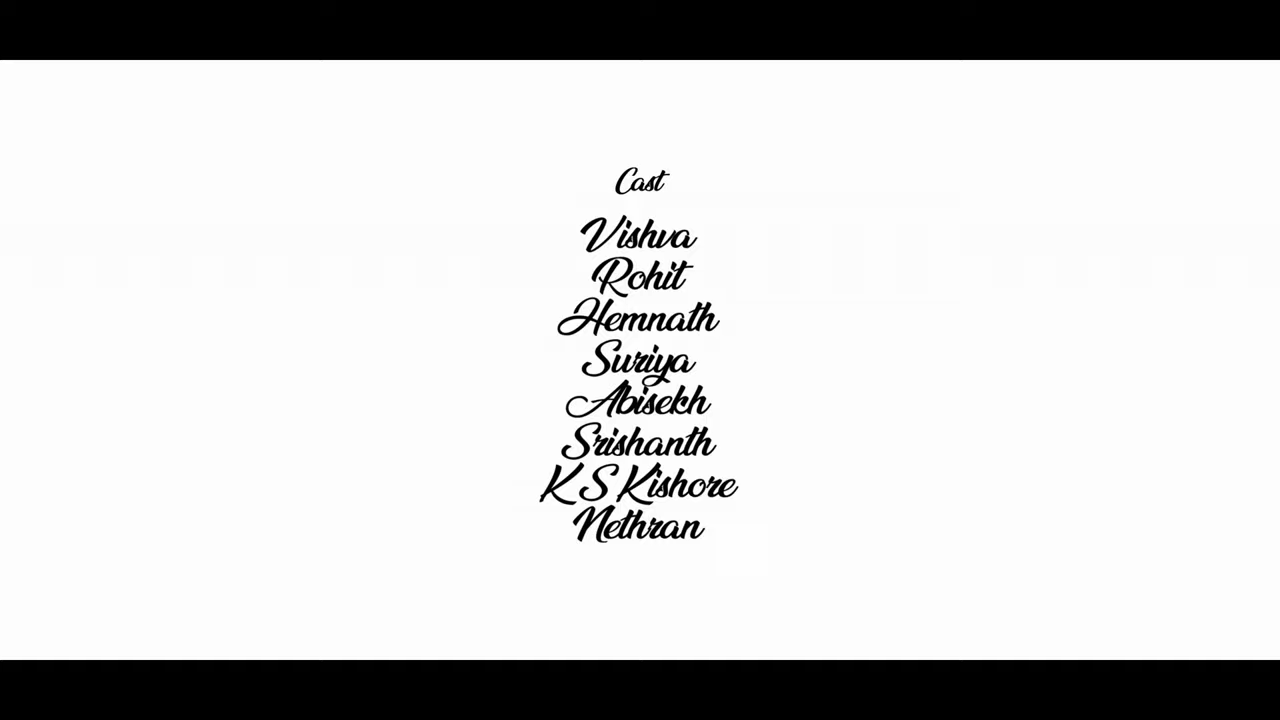 Cast
Vishva
Rohit
Hemnath
Suriya
Abisekh
Srishanth
K S Kishore
Nethran